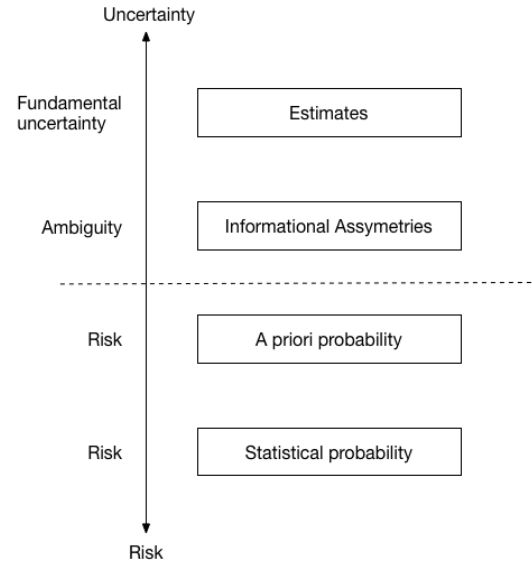 Uncertainty
Fundamental
uncertainty
Estimates
Ambiguity
Informational Assymetries
Risk
A priori probability
Risk
Statistical probability
Risk